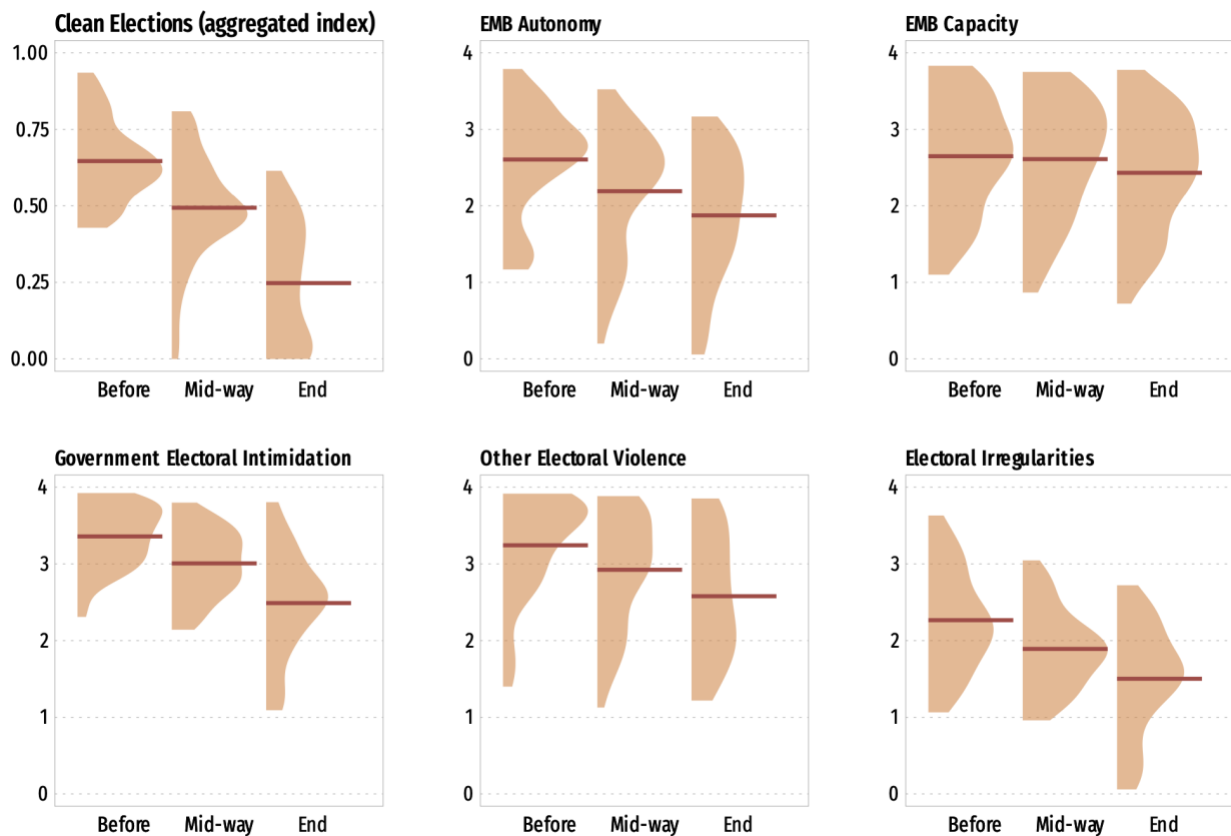 Clean Elections (aggregated index)
1.00
0.75
0.50
0.25
0.00
Before Mid-way End
EMB Autonomy
4
3
2
1
0
Before Mid-way End
EMB Capacity
4
3
2
1
0
Before Mid-way End
Government Electoral Intimidation
4
3
2
1
0
Before Mid-way End
Other Electoral Violence
4
3
2
1
0
Before Mid-way End
Electoral Irregularities
4
3
2
1
0
Before Mid-way End